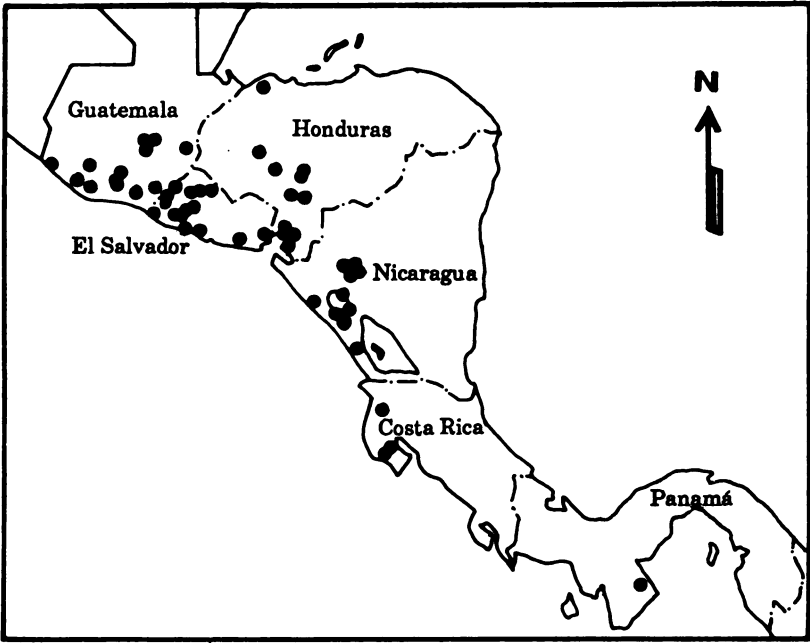 N
Guatemala
Honduras
El Salvador
Nicaragua
Costa Rica
Panamá